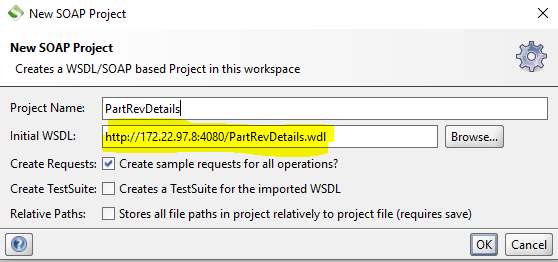 New SOAP Project
New SOAP Project
Creates a WSDL/SOAP based Project in this workspace
Project Name: PartRevDetails
Initial WSDL: http://172.22.97.8:4080/PartRevDetails.wdl Browse...
Create Requests: Create sample requests for all operations?
Create TestSuite: Creates a TestSuite for the imported WSDL
Relative Paths: Stores all file paths in project relatively to project file (requires save)
OK Cancel